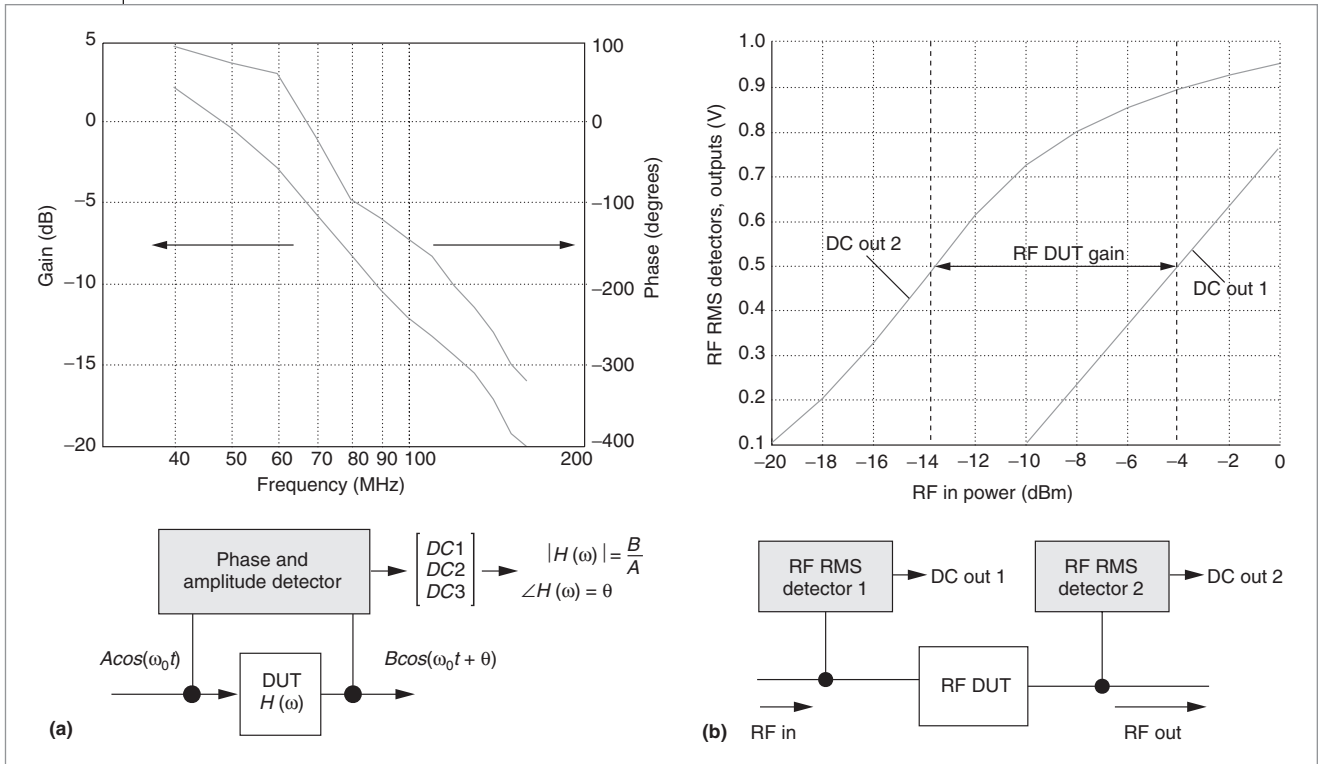 5
0
−5
−10
−15
−20
Gain (dB)
100
0
−100
−200
−300
−400
Phase (degrees)
40 50 60 70 80 90 100 200
Frequency (MHz)
Phase and
amplitude detector
DC1
DC2
DC3
|H (ω)| = B/A
∠H (ω) = θ
Acos(ω0t)
DUT
H (ω)
Bcos(ω0t + θ)
(a)
1.0
0.9
0.8
0.7
0.6
0.5
0.4
0.3
0.2
0.1
RF RMS detectors, outputs (V)
DC out 2
RF DUT gain
DC out 1
−20 −18 −16 −14 −12 −10 −8 −6 −4 −2 0
RF in power (dBm)
RF RMS
detector 1
DC out 1
RF RMS
detector 2
DC out 2
RF DUT
(b)
RF in
RF out